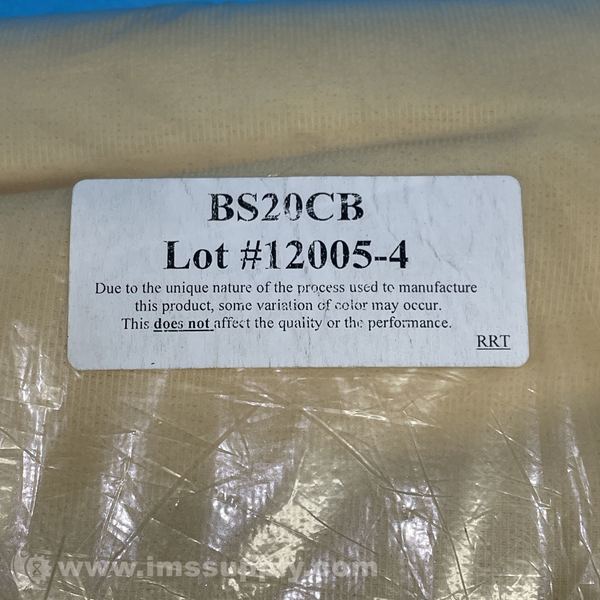 BS20CB
Lot #12005-4
Due to the unique nature of the process used to manufacture
this product, some variation of color may occur.
This does not affect the quality or the performance.
RRT
www.imssupply.com